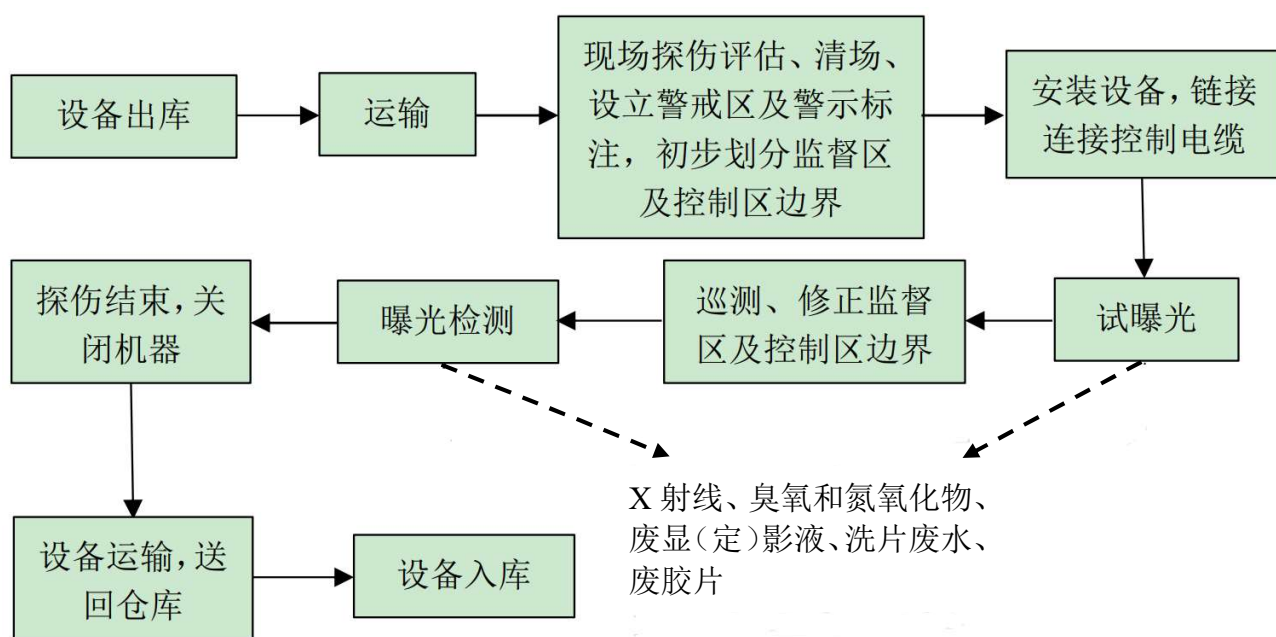 设备出库
运输
现场探伤评估、清场、
设立警戒区及警示标
注，初步划分监督区
及控制区边界
安装设备，链接
连接控制电缆
试曝光
巡测、修正监督
区及控制区边界
曝光检测
探伤结束，关
闭机器
X 射线、臭氧和氮氧化物、
废显（定）影液、洗片废水、
废胶片
设备运输，送
回仓库
设备入库